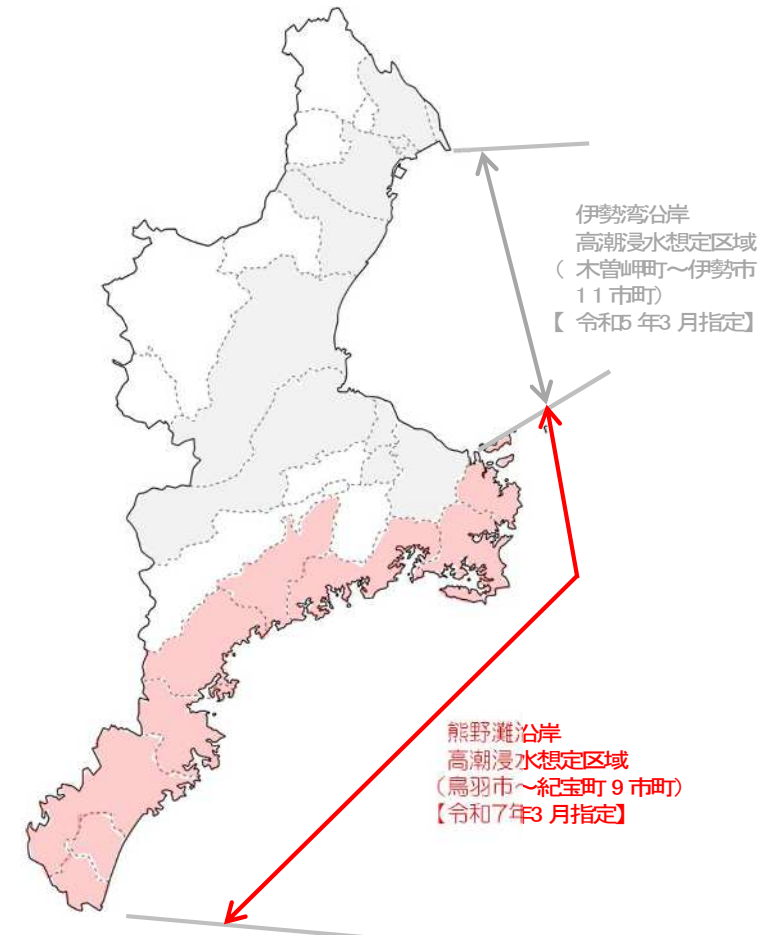 伊勢湾沿岸
高潮浸水想定区域
（ 木曽岬町～伊勢市
11 市町）
【 令和5 年3 月指定】
熊野灘沿岸
高潮浸水想定区域
（鳥羽市～紀宝町 9 市町）
【令和7年3 月指定】